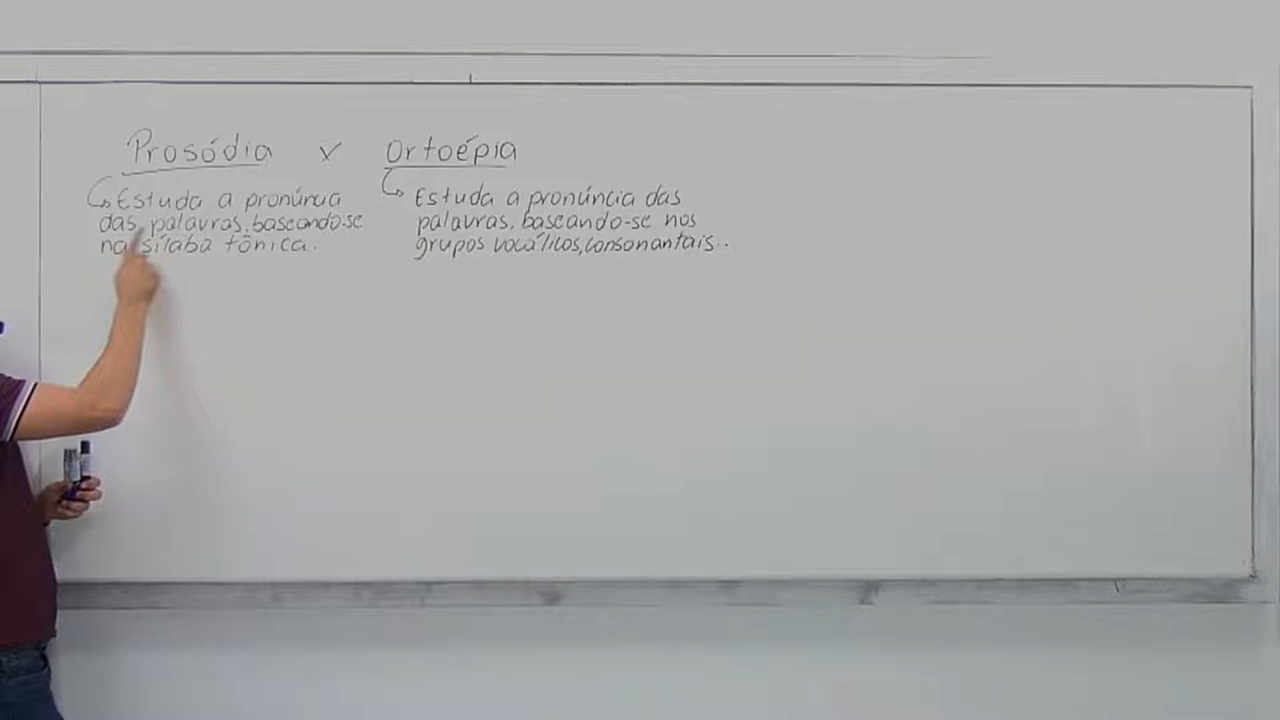 Prosódia x Ortoépia
Estuda a pronúncia
das palavras, baseando-se
na sílaba tônica.
Estuda a pronúncia das
palavras, baseando-se nos
grupos vocálicos, consonantais..